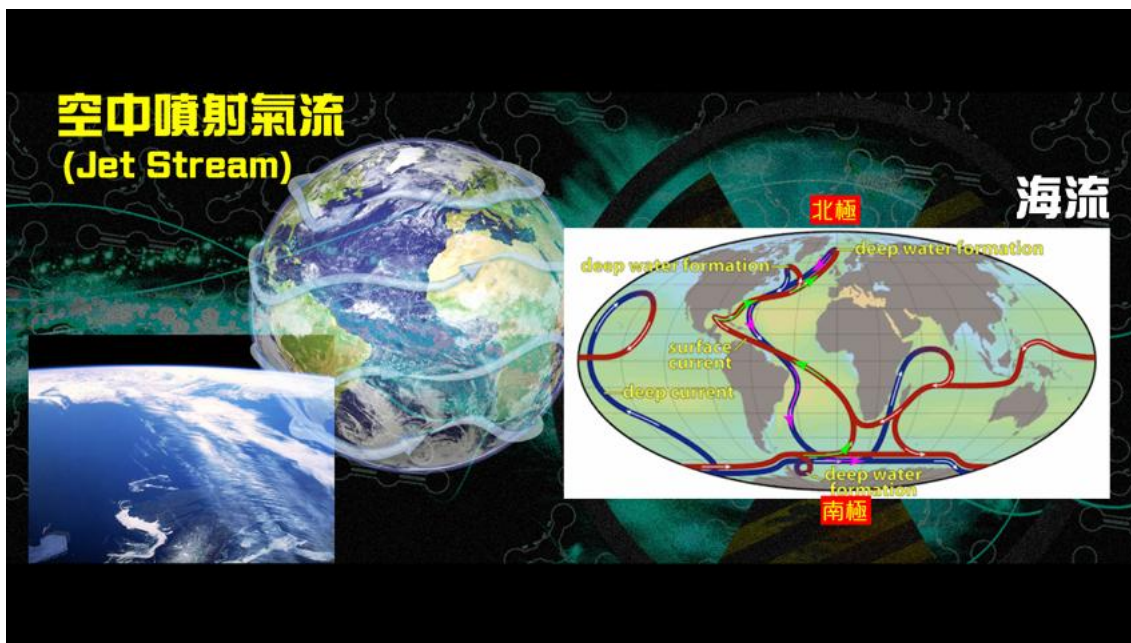 空中噴射氣流
(Jet Stream)
海流
北極
deep water formation
deep water formation
surface
current
deep current
deep water
formation
南極